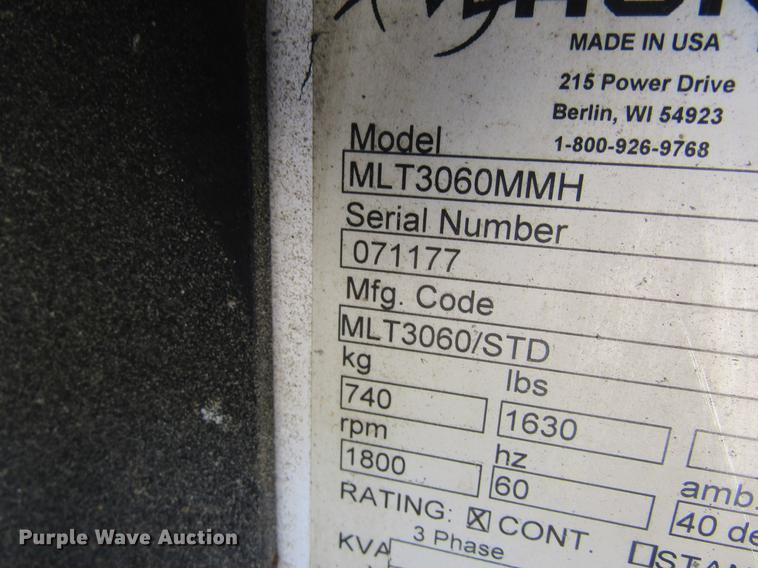 MADE IN USA
215 Power Drive
Berlin, WI 54923
1-800-926-9768
Model
MLT3060MMH
Serial Number
071177
Mfg. Code
MLT3060/STD
kg lbs
740 1630
rpm hz amb.
1800 60 40 de
RATING: ☒ CONT. ☐ STAN
3 Phase
KVA
Purple Wave Auction